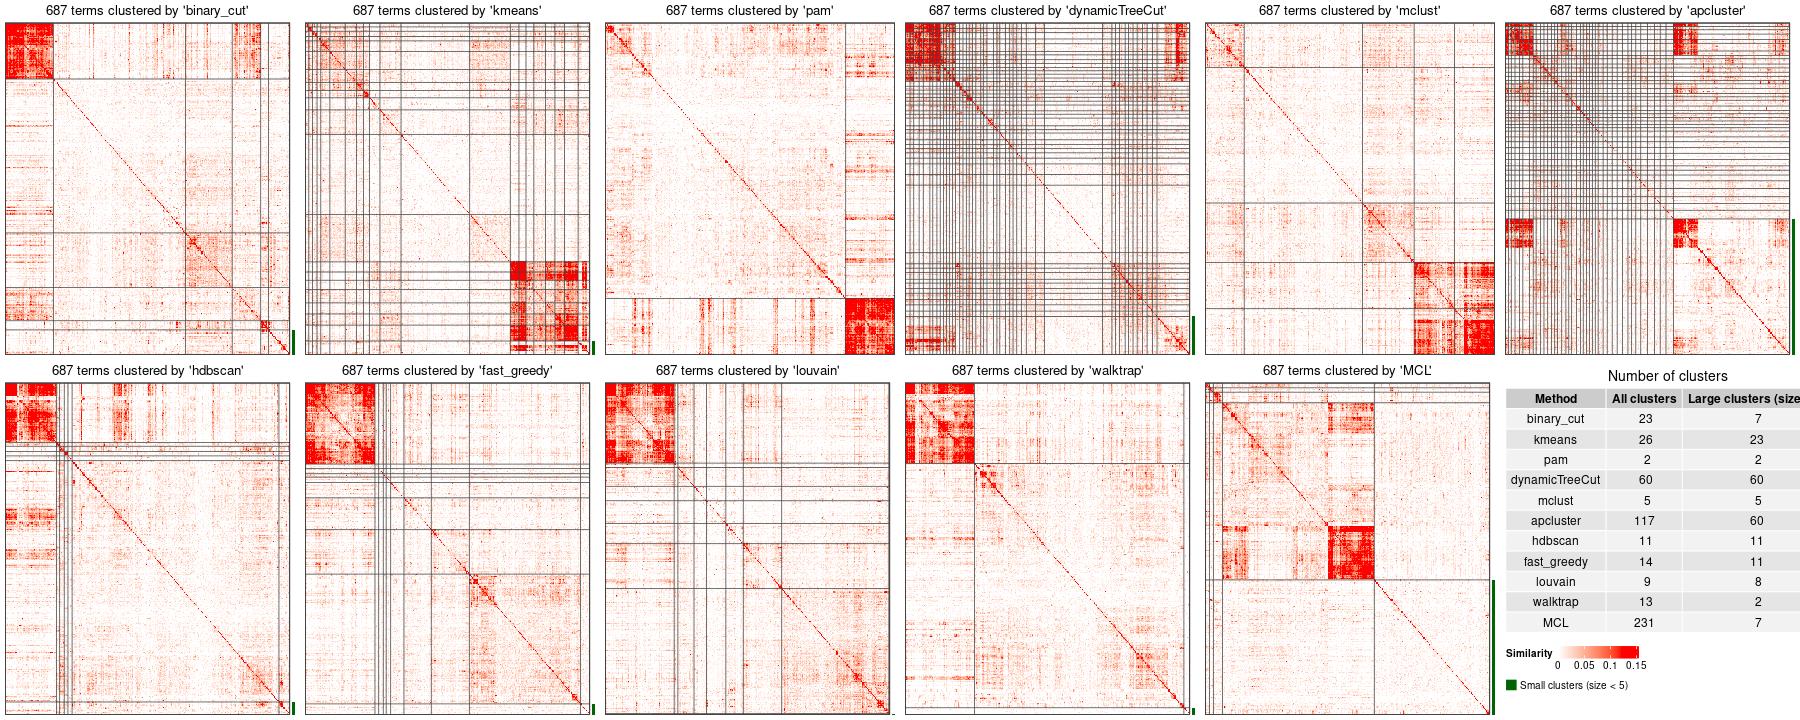 687 terms clustered by 'binary_cut'
687 terms clustered by 'kmeans'
687 terms clustered by 'pam'
687 terms clustered by 'dynamicTreeCut'
687 terms clustered by 'mclust'
687 terms clustered by 'apcluster'
687 terms clustered by 'hdbscan'
687 terms clustered by 'fast_greedy'
687 terms clustered by 'louvain'
687 terms clustered by 'walktrap'
687 terms clustered by 'MCL'
Number of clusters
Method All clusters Large clusters (size
binary_cut 23 7
kmeans 26 23
pam 2 2
dynamicTreeCut 60 60
mclust 5 5
apcluster 117 60
hdbscan 11 11
fast_greedy 14 11
louvain 9 8
walktrap 13 2
MCL 231 7
Similarity
0 0.05 0.1 0.15
Small clusters (size < 5)